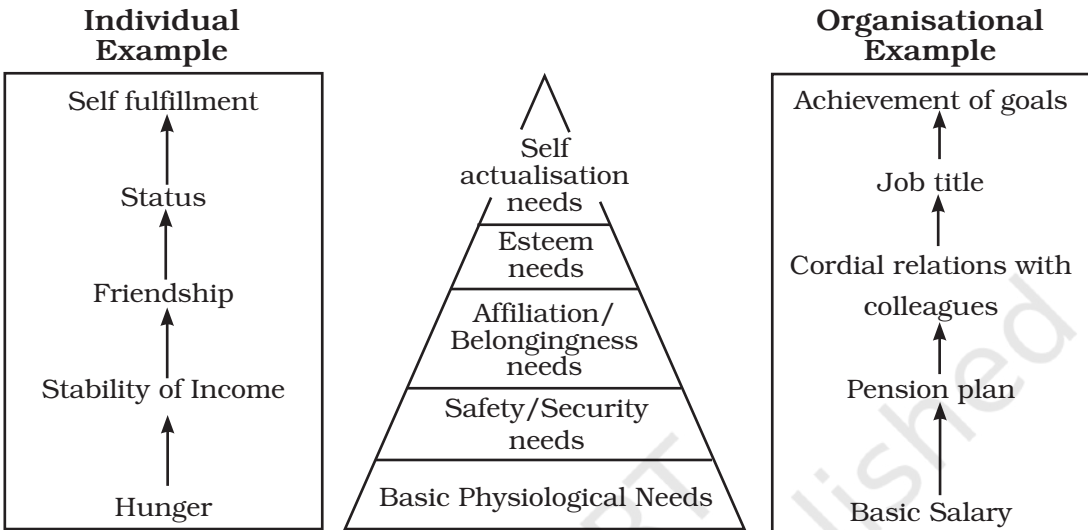 Individual
Example
Self fulfillment
Status
Friendship
Stability of Income
Hunger
Self
actualisation
needs
Esteem
needs
Affiliation/
Belongingness
needs
Safety/Security
needs
Basic Physiological Needs
Organisational
Example
Achievement of goals
Job title
Cordial relations with
colleagues
Pension plan
Basic Salary